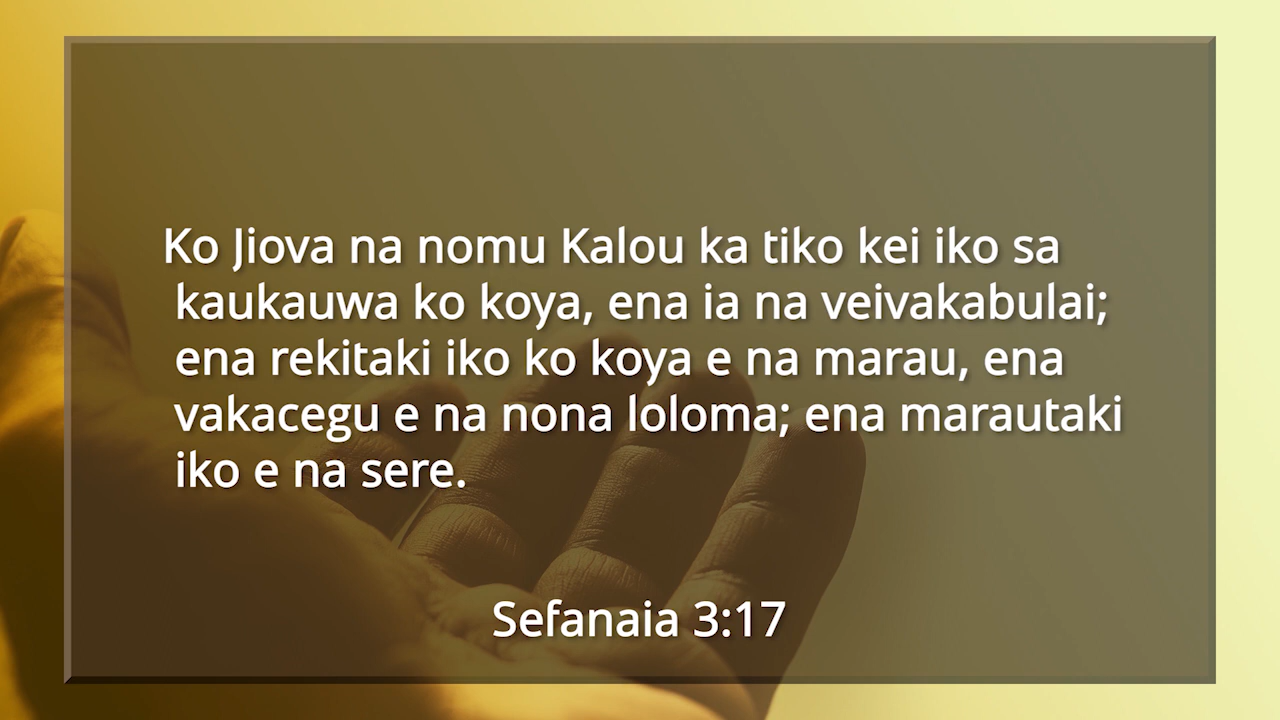 Ko Jiova na nomu Kalou ka tiko kei iko sa
kaukauwa ko koya, ena ia na veivakabulai;
ena rekitaki iko ko koya e na marau, ena
vakacegu e na nona loloma; ena marautaki
iko e na sere.
Sefanaia 3:17